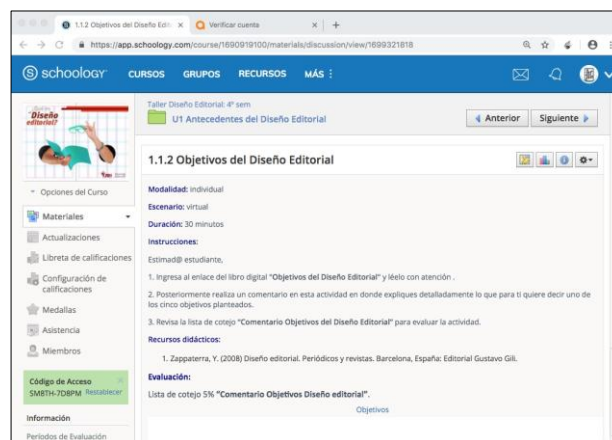 1.1.2 Objetivos del Diseño Edit
Verificar cuenta
https://app.schoology.com/course/1690919100/materials/discussion/view/1699321818
schoology
CURSOS
GRUPOS
RECURSOS
MÁS
Diseño
editorial?
Opciones del Curso
Materiales
Actualizaciones
Libreta de calificaciones
Configuración de
calificaciones
Medallas
Asistencia
Miembros
Código de Acceso
SM8TH-7D8PM Restablecer
Información
Períodos de Evaluación
Taller Diseño Editorial: 4º sem
U1 Antecedentes del Diseño Editorial
Anterior
Siguiente
1.1.2 Objetivos del Diseño Editorial
Modalidad: individual
Escenario: virtual
Duración: 30 minutos
Instrucciones:
Estimad@ estudiante,
1. Ingresa al enlace del libro digital "Objetivos del Diseño Editorial" y léelo con atención .
2. Posteriormente realiza un comentario en esta actividad en donde expliques detalladamente lo que para ti quiere decir uno de
los cinco objetivos planteados.
3. Revisa la lista de cotejo "Comentario Objetivos del Diseño Editorial" para evaluar la actividad.
Recursos didácticos:
1. Zappaterra, Y. (2008) Diseño editorial. Periódicos y revistas. Barcelona, España: Editorial Gustavo Gili.
Evaluación:
Lista de cotejo 5% "Comentario Objetivos Diseño editorial".
Objetivos